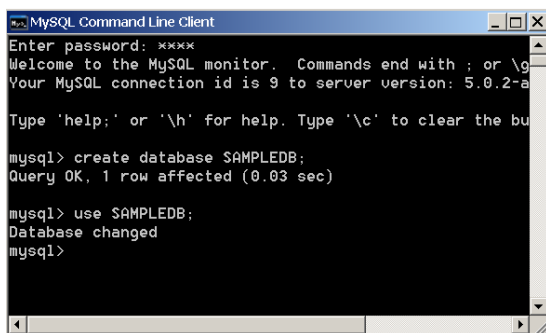 MySQL Command Line Client
Enter password: ****
Welcome to the MySQL monitor.  Commands end with ; or \g
Your MySQL connection id is 9 to server version: 5.0.2-a
Type 'help;' or '\h' for help. Type '\c' to clear the bu
mysql> create database SAMPLEDB;
Query OK, 1 row affected (0.03 sec)
mysql> use SAMPLEDB;
Database changed
mysql>